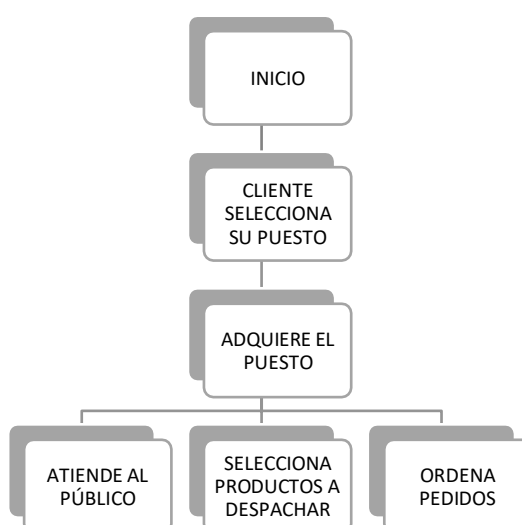 INICIO
CLIENTE
SELECCIONA
SU PUESTO
ADQUIERE EL
PUESTO
ATIENDE AL
PÚBLICO
SELECCIONA
PRODUCTOS A
DESPACHAR
ORDENA
PEDIDOS